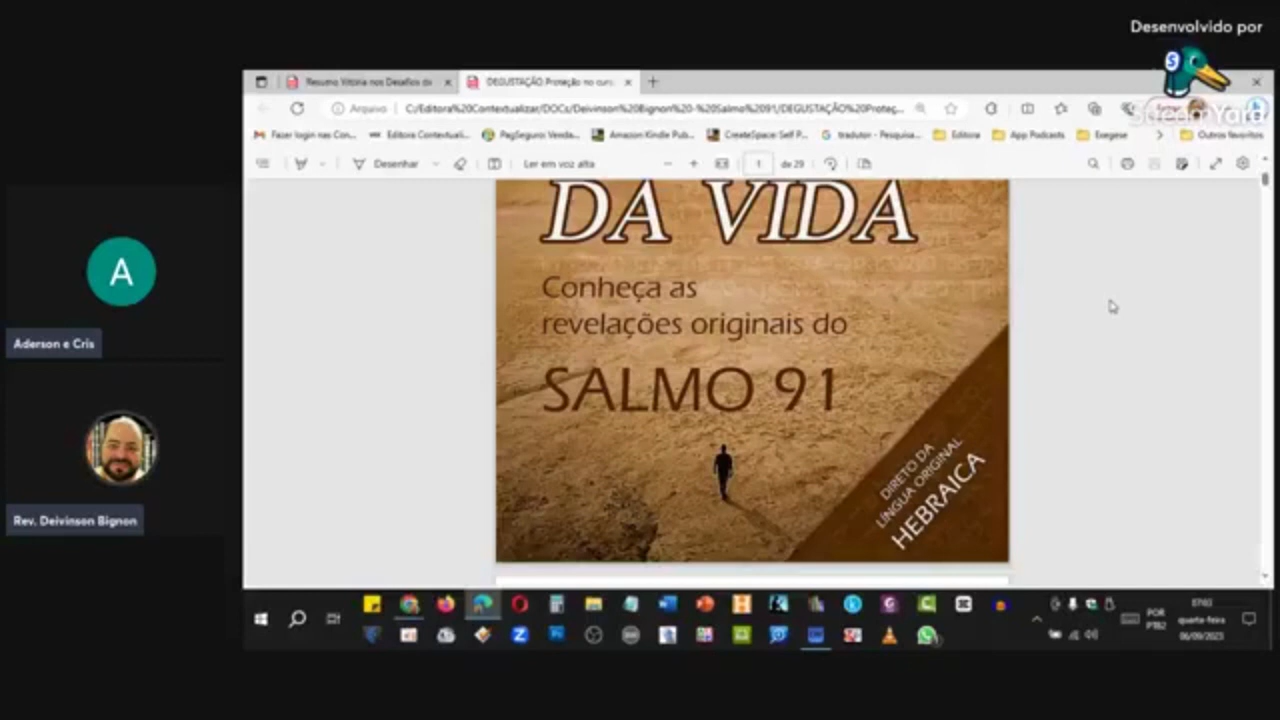 Desenvolvido por
StreamYard
Resumo Vitória nos Desafios da
DEGUSTAÇÃO Proteção no curs...
Arquivo
C:/Editora%20Contextualizar/DOCs/Deivinson%20Bignon%20-%20Salmo%2091/DEGUSTAÇÃO%20Proteç...
Fazer login nas Con...
Editora Contextuali...
PagSeguro: Venda...
Amazon Kindle Pub...
CreateSpace: Self P...
tradutor - Pesquisa...
Editora
App Podcasts
Exegese
Outros favoritos
Desenhar
Ler em voz alta
1
de 29
DA VIDA
Conheça as
revelações originais do
SALMO 91
DIRETO DA
LÍNGUA ORIGINAL
HEBRAICA
A
Aderson e Cris
Rev. Deivinson Bignon
POR
PTB2
07:03
quarta-feira
06/09/2023